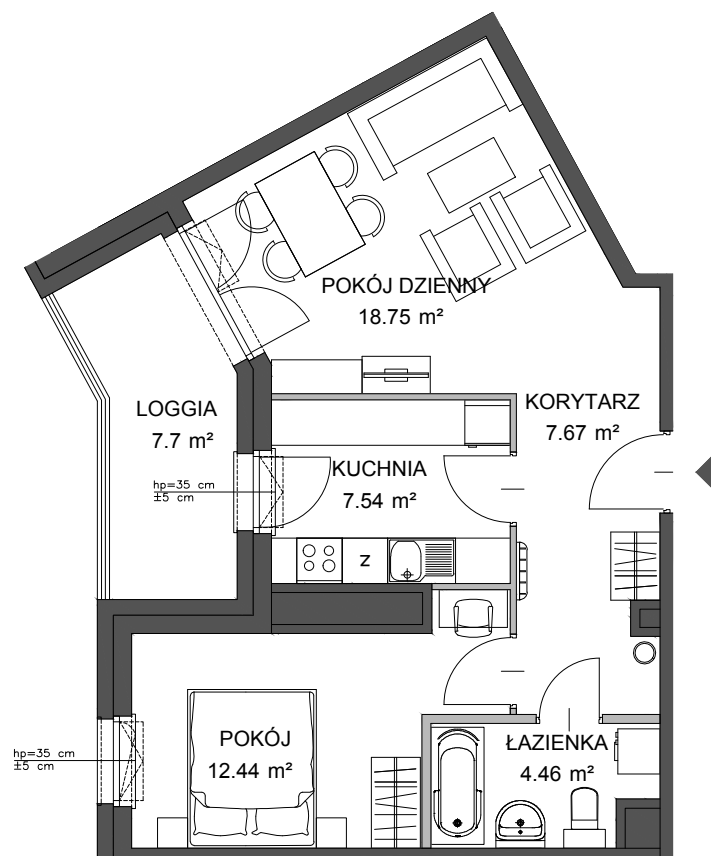 POKÓJ DZIENNY
18.75 m²
LOGGIA
7.7 m²
KORYTARZ
7.67 m²
KUCHNIA
7.54 m²
hp=35 cm
±5 cm
z
POKÓJ
12.44 m²
ŁAZIENKA
4.46 m²
hp=35 cm
±5 cm